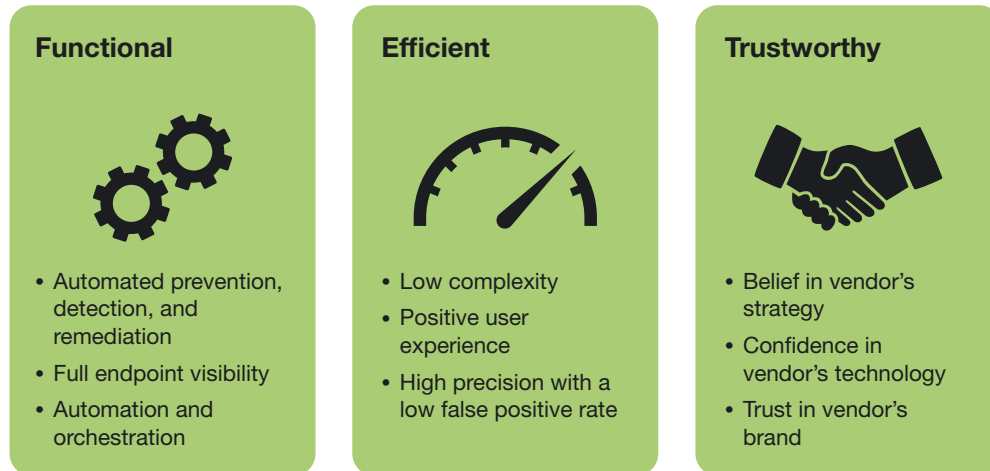 Functional
• Automated prevention,
detection, and
remediation
• Full endpoint visibility
• Automation and
orchestration
Efficient
• Low complexity
• Positive user
experience
• High precision with a
low false positive rate
Trustworthy
• Belief in vendor’s
strategy
• Confidence in
vendor’s technology
• Trust in vendor’s
brand